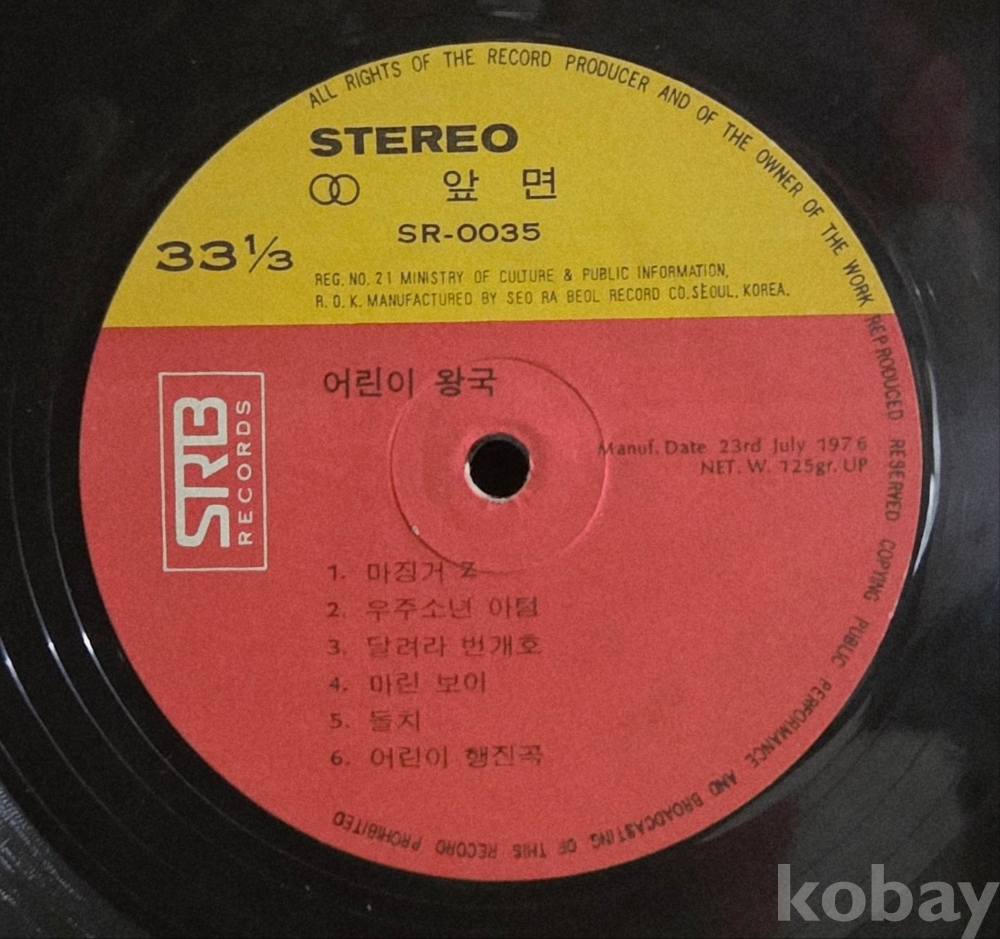 ALL RIGHTS OF THE RECORD PRODUCER AND OF THE OWNER OF THE WORK REPRODUCED RESERVED COPYING PUBLIC PERFORMANCE AND BROADCASTING OF THIS RECORD PROHIBITED
STEREO
앞 면
SR-0035
33 1/3
REG. NO. 21 MINISTRY OF CULTURE & PUBLIC INFORMATION,
R. O. K. MANUFACTURED BY SEO RA BEOL RECORD CO. SEOUL, KOREA.
어린이 왕국
SRB
RECORDS
Manuf. Date 23rd July 1976
NET. W. 125gr. UP
1. 마징거 Z
2. 우주소년 아텀
3. 달려라 번개호
4. 마린 보이
5. 돌치
6. 어린이 행진곡
kobay